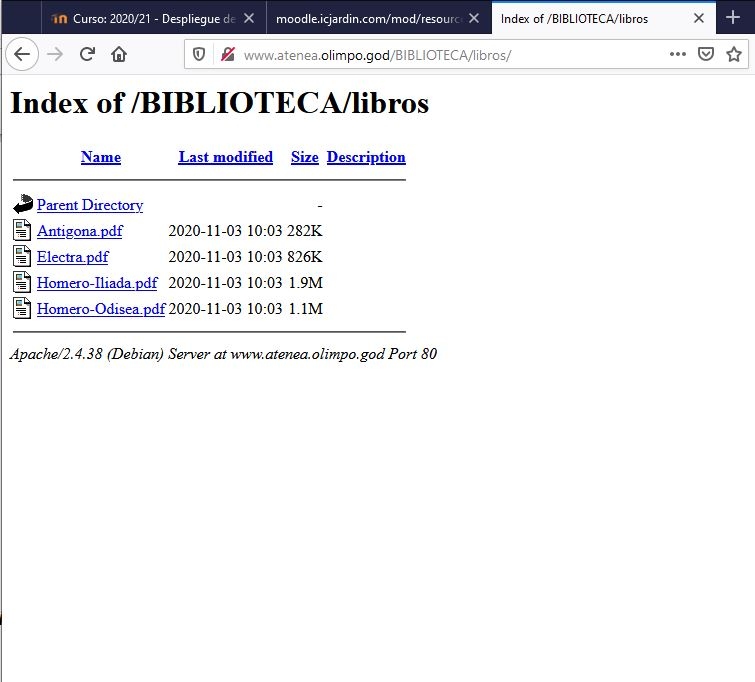 Curso: 2020/21 - Despliegue de
moodle.icjardin.com/mod/resourc
Index of /BIBLIOTECA/libros
www.atenea.olimpo.god/BIBLIOTECA/libros/
Index of /BIBLIOTECA/libros
Name Last modified Size Description
Parent Directory -
Antigona.pdf 2020-11-03 10:03 282K
Electra.pdf 2020-11-03 10:03 826K
Homero-Iliada.pdf 2020-11-03 10:03 1.9M
Homero-Odisea.pdf 2020-11-03 10:03 1.1M
Apache/2.4.38 (Debian) Server at www.atenea.olimpo.god Port 80